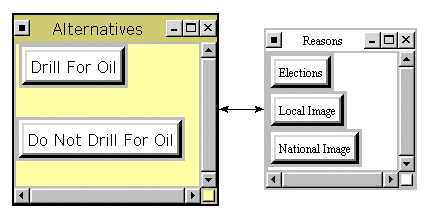 Alternatives
Drill For Oil
Do Not Drill For Oil
Reasons
Elections
Local Image
National Image